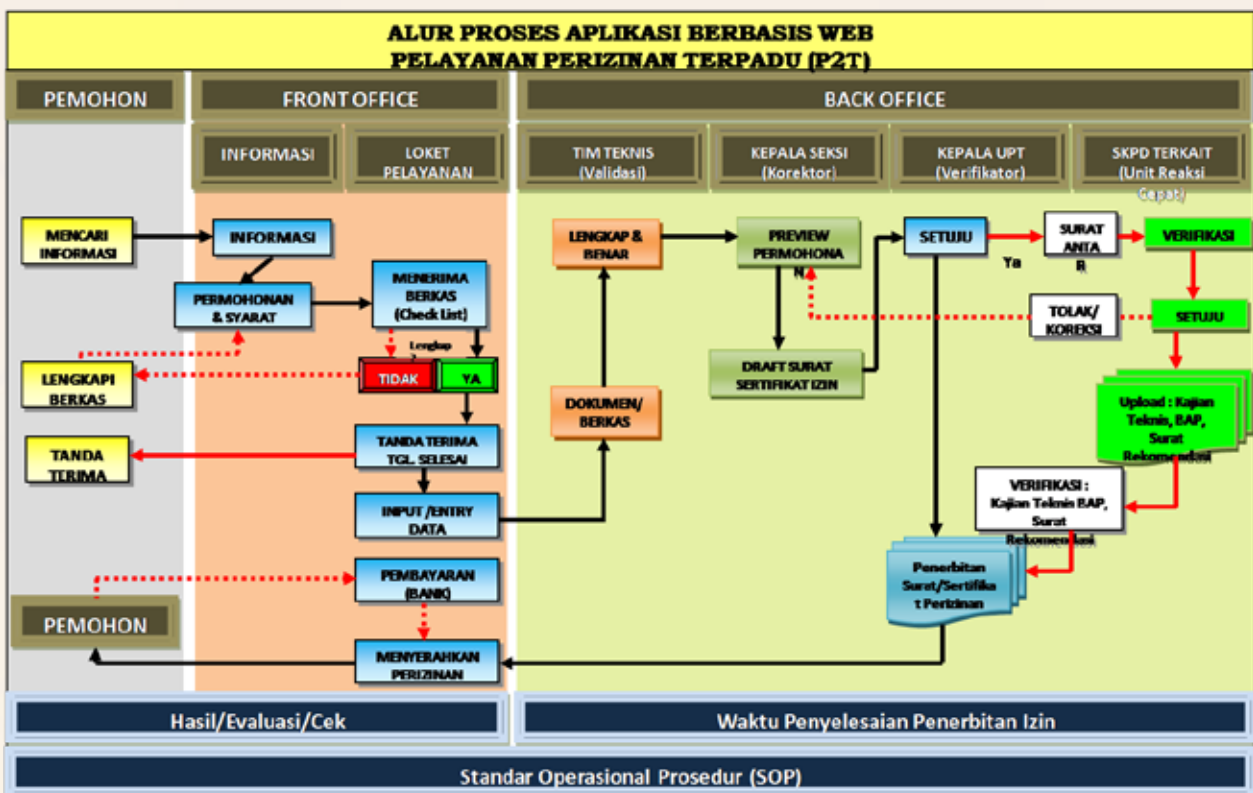 ALUR PROSES APLIKASI BERBASIS WEB
PELAYANAN PERIZINAN TERPADU (P2T)
PEMOHON
FRONT OFFICE
BACK OFFICE
INFORMASI
LOKET
PELAYANAN
TIM TEKNIS
(Validasi)
KEPALA SEKSI
(Korektor)
KEPALA UPT
(Verifikator)
SKPD TERKAIT
(Unit Reaksi
Cepat)
MENCARI
INFORMASI
INFORMASI
LENGKAP &
BENAR
PREVIEW
PERMOHONA
N
SETUJU
Ya
SURAT
ANTA
R
VERIFIKASI
PERMOHONAN
& SYARAT
MENERIMA
BERKAS
(Check List)
TOLAK/
KOREKSI
SETUJU
Lengkap
?
TIDAK
YA
LENGKAPI
BERKAS
DRAFT SURAT
SERTIFIKAT IZIN
DOKUMEN/
BERKAS
Upload : Kajian
Teknis, BAP,
Surat
Rekomendasi
TANDA
TERIMA
TANDA TERIMA
TGL. SELESAI
VERIFIKASI :
Kajian Teknis BAP,
Surat
Rekomendasi
INPUT /ENTRY
DATA
PEMBAYARAN
(BANK)
Penerbitan
Surat/Sertifika
t Perizinan
PEMOHON
MENYERAHKAN
PERIZINAN
Hasil/Evaluasi/Cek
Waktu Penyelesaian Penerbitan Izin
Standar Operasional Prosedur (SOP)